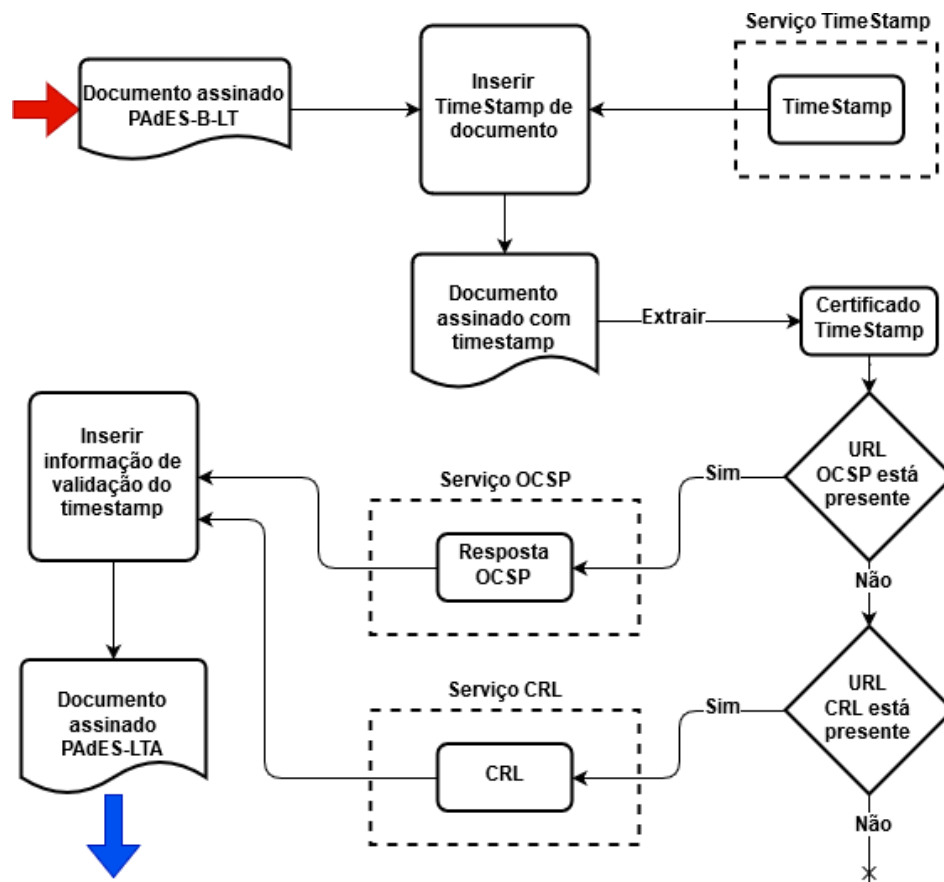 Serviço TimeStamp
Documento assinado
PAdES-B-LT
Inserir
TimeStamp de
documento
TimeStamp
Documento
assinado com
timestamp
Extrair
Certificado
TimeStamp
Inserir
informação de
validação do
timestamp
Serviço OCSP
Resposta
OCSP
Sim
URL
OCSP está
presente
Não
Documento
assinado
PAdES-LTA
Serviço CRL
CRL
Sim
URL
CRL está
presente
Não